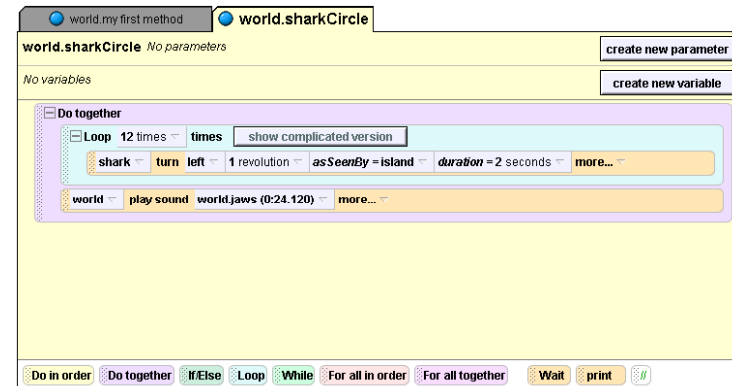 world.my first method world.sharkCircle
world.sharkCircle No parameters create new parameter
No variables create new variable
Do together
Loop 12 times times show complicated version
shark turn left 1 revolution asSeenBy = island duration = 2 seconds more...
world play sound world.jaws (0:24.120) more...
Do in order Do together If/Else Loop While For all in order For all together Wait print //